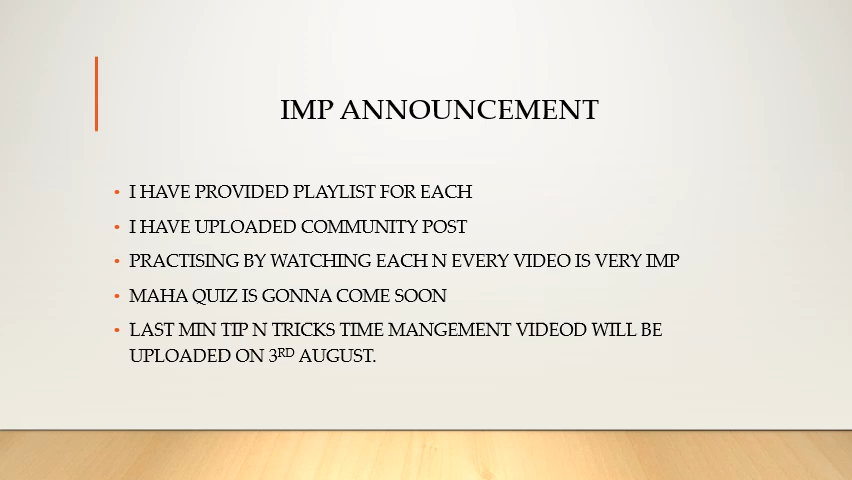 IMP ANNOUNCEMENT
• I HAVE PROVIDED PLAYLIST FOR EACH
• I HAVE UPLOADED COMMUNITY POST
• PRACTISING BY WATCHING EACH N EVERY VIDEO IS VERY IMP
• MAHA QUIZ IS GONNA COME SOON
• LAST MIN TIP N TRICKS TIME MANGEMENT VIDEOD WILL BE
UPLOADED ON 3RD AUGUST.